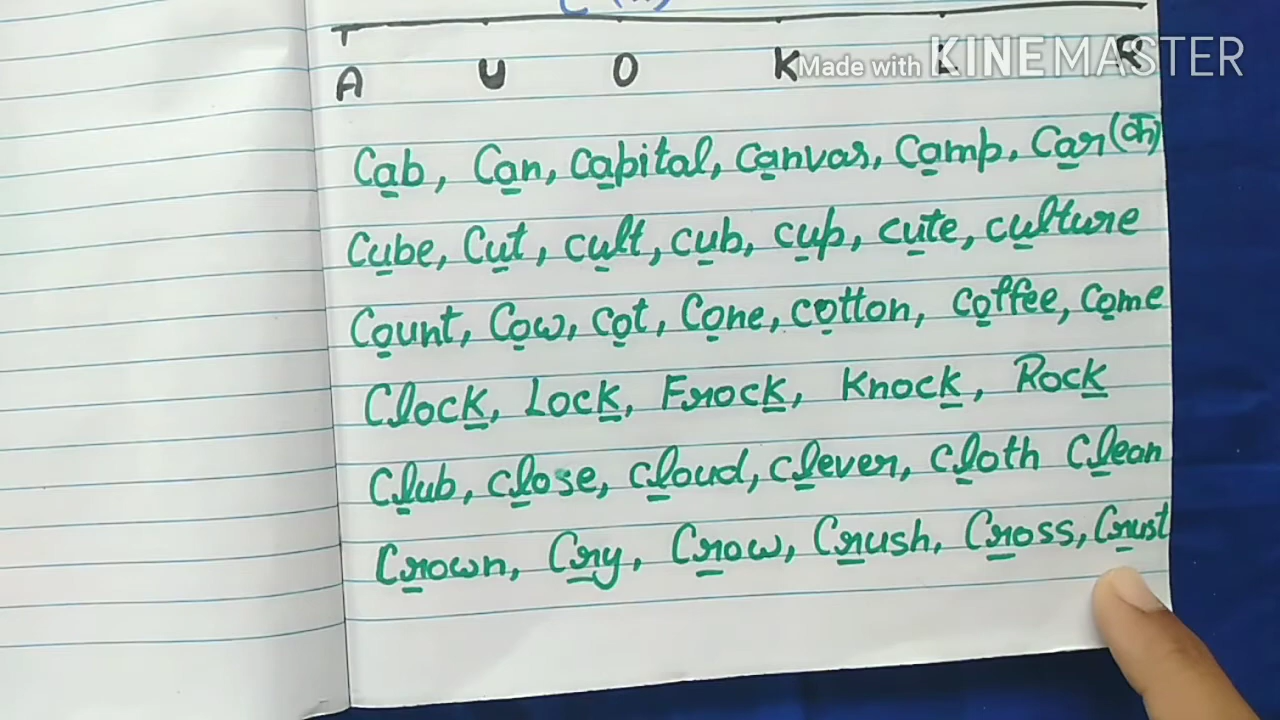 A U O K L R
Made with KINEMASTER
Cab, Can, Capital, Canvas, Camp, Car (का)
Cube, Cut, cult, cub, cup, cute, culture
Count, Cow, cot, Cone, cotton, coffee, Come
Clock, Lock, Frock, Knock, Rock
Club, close, cloud, clever, cloth Clean
Crown, Cry, Crow, Crush, Cross, Crust